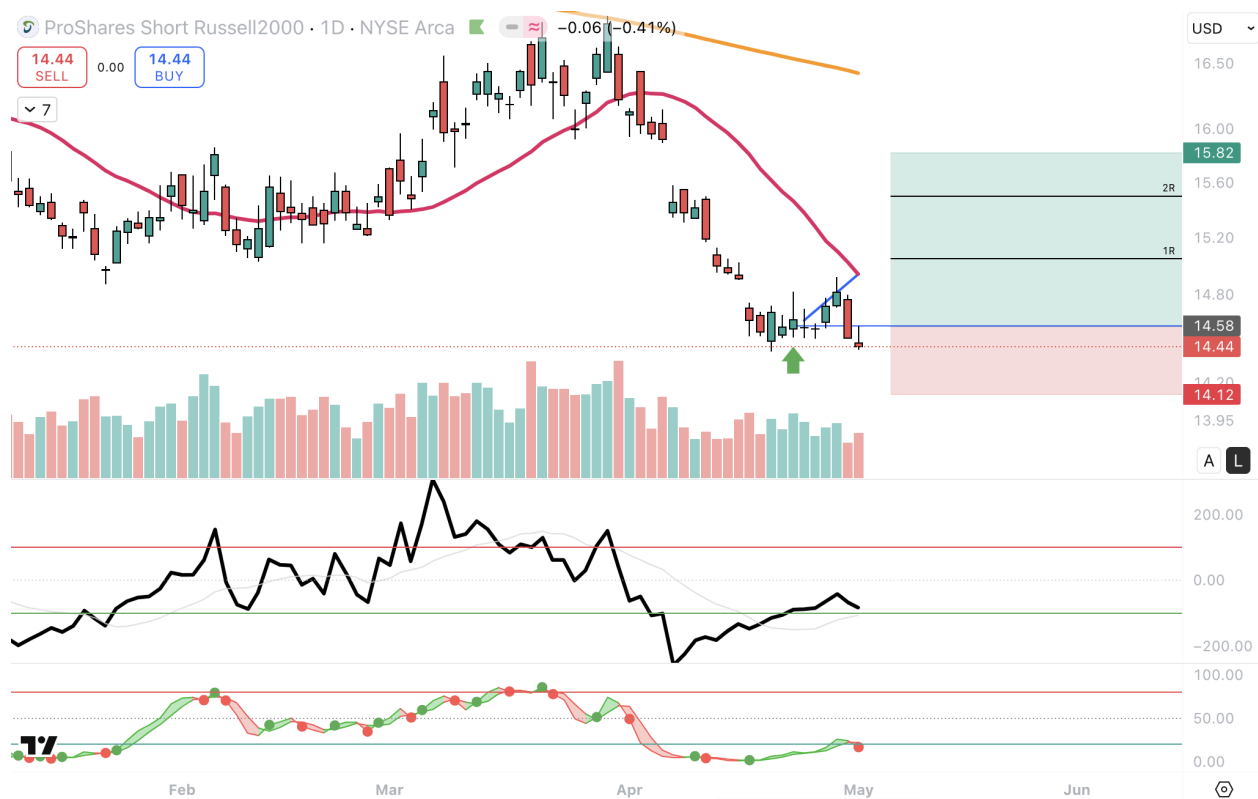 ProShares Short Russell2000 · 1D · NYSE Arca −0.06 (−0.41%)
USD
14.44
SELL
0.00
14.44
BUY
7
16.50
16.00
15.82
15.60
15.20
14.80
14.58
14.44
14.20
14.12
13.95
2R
1R
A
L
200.00
0.00
−200.00
100.00
50.00
0.00
Feb
Mar
Apr
May
Jun